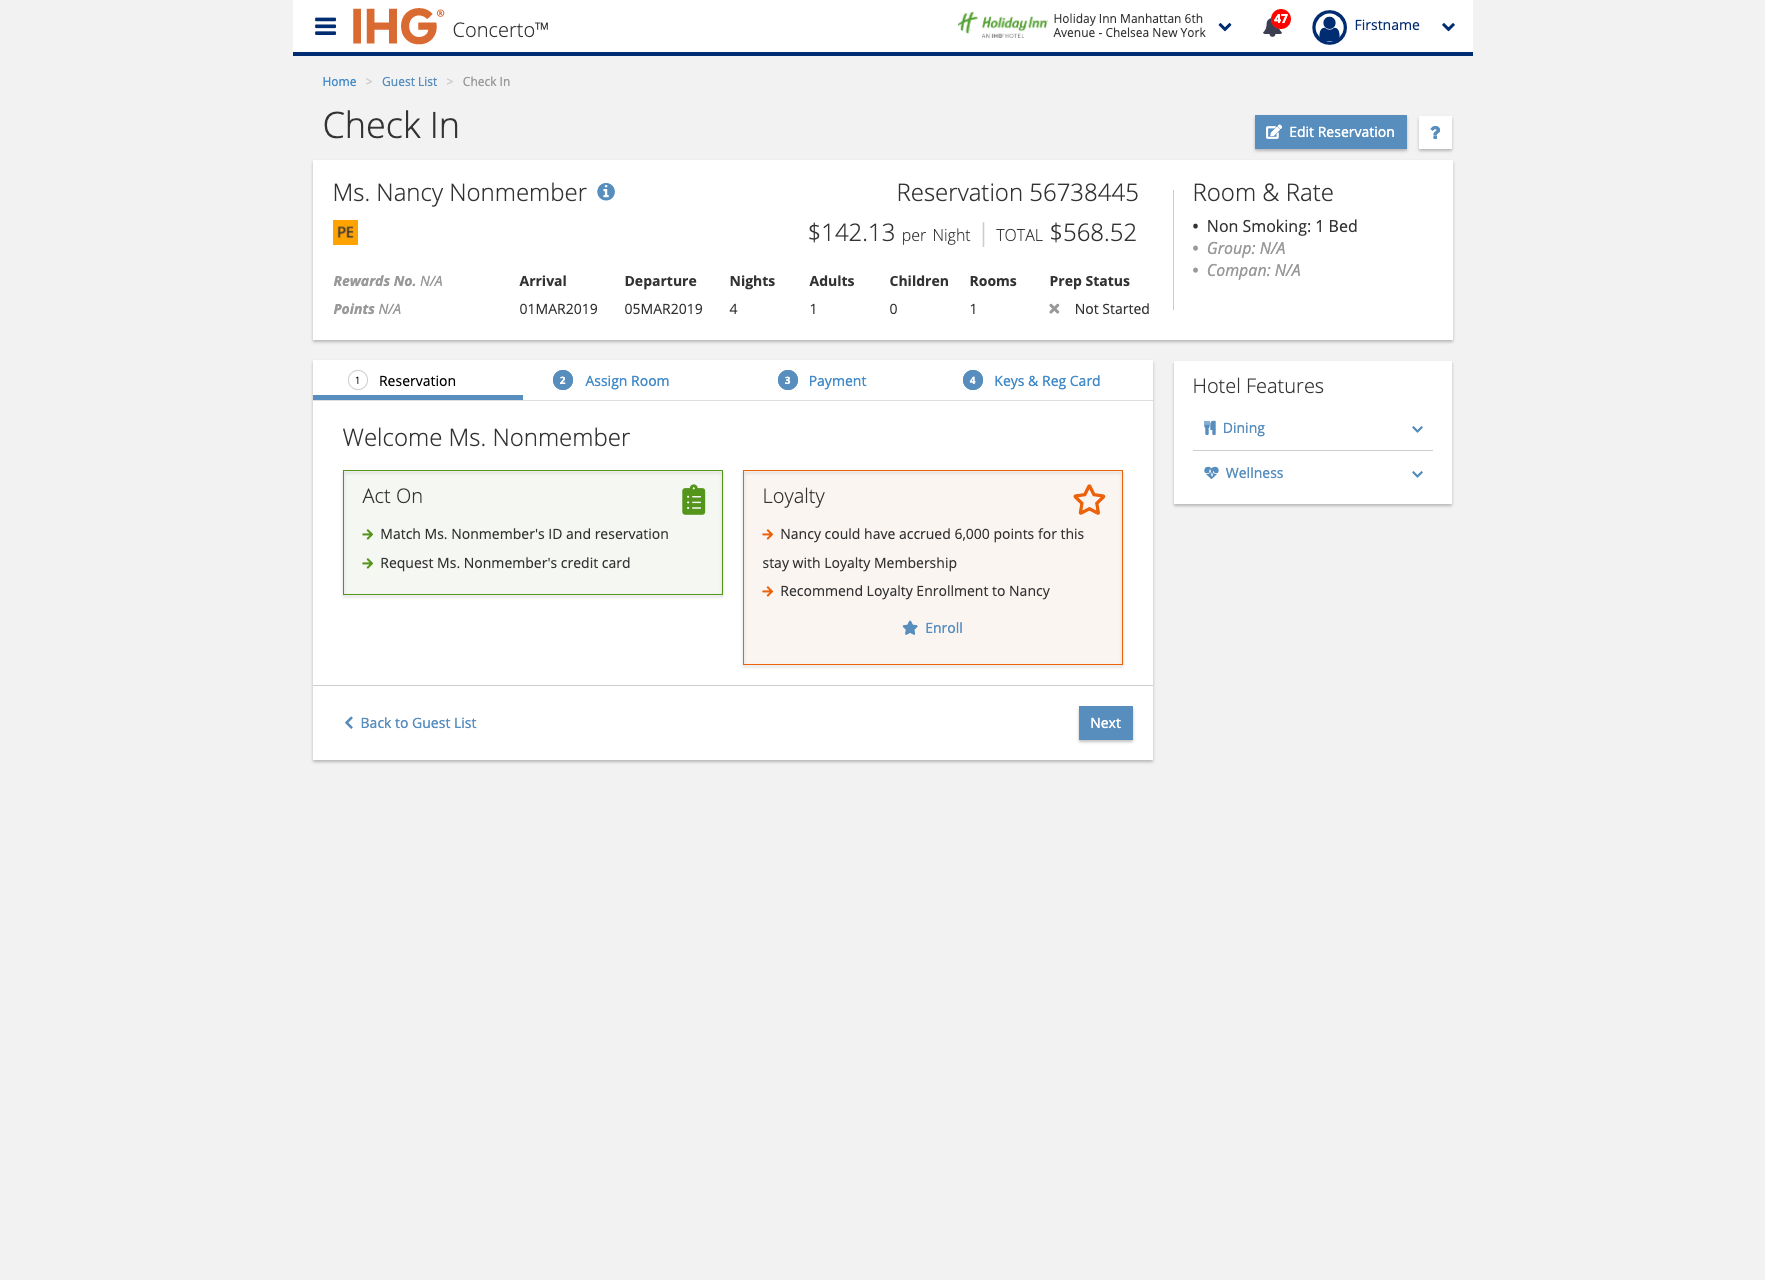 IHG® Concerto™
Holiday Inn
AN IHG® HOTEL
Holiday Inn Manhattan 6th
Avenue - Chelsea New York
47
Firstname
Home > Guest List > Check In
Check In
Edit Reservation
?
Ms. Nancy Nonmember
PE
Reservation 56738445
$142.13 per Night | TOTAL $568.52
Rewards No. N/A
Points N/A
Arrival Departure Nights Adults Children Rooms Prep Status
01MAR2019 05MAR2019 4 1 0 1 Not Started
Room & Rate
• Non Smoking: 1 Bed
• Group: N/A
• Compan: N/A
1 Reservation
2 Assign Room
3 Payment
4 Keys & Reg Card
Welcome Ms. Nonmember
Act On
Match Ms. Nonmember's ID and reservation
Request Ms. Nonmember's credit card
Loyalty
Nancy could have accrued 6,000 points for this
stay with Loyalty Membership
Recommend Loyalty Enrollment to Nancy
Enroll
Back to Guest List
Next
Hotel Features
Dining
Wellness